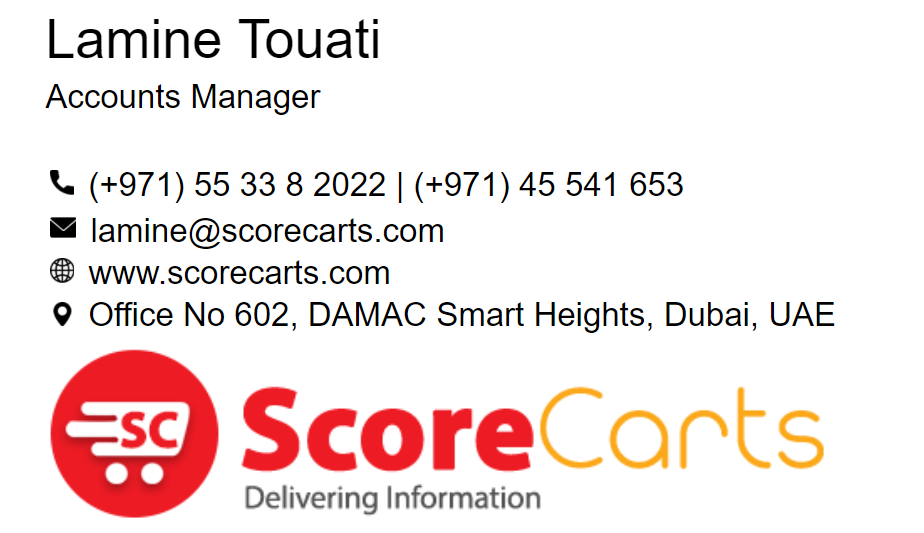 Lamine Touati
Accounts Manager
(+971) 55 33 8 2022 | (+971) 45 541 653
lamine@scorecarts.com
www.scorecarts.com
Office No 602, DAMAC Smart Heights, Dubai, UAE
SC ScoreCarts
Delivering Information